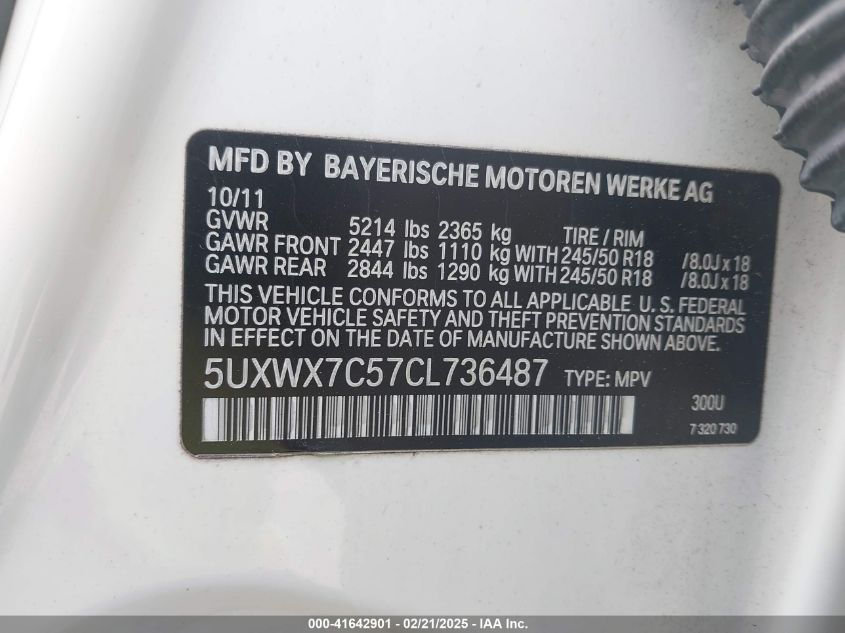 MFD BY BAYERISCHE MOTOREN WERKE AG
10/11
GVWR 5214 lbs 2365 kg TIRE / RIM
GAWR FRONT 2447 lbs 1110 kg WITH 245/50 R18 /8.0J x 18
GAWR REAR 2844 lbs 1290 kg WITH 245/50 R18 /8.0J x 18
THIS VEHICLE CONFORMS TO ALL APPLICABLE U. S. FEDERAL
MOTOR VEHICLE SAFETY AND THEFT PREVENTION STANDARDS
IN EFFECT ON THE DATE OF MANUFACTURE SHOWN ABOVE.
5UXWX7C57CL736487 TYPE: MPV
300U
7 320 730
000-41642901 - 02/21/2025 - IAA Inc.